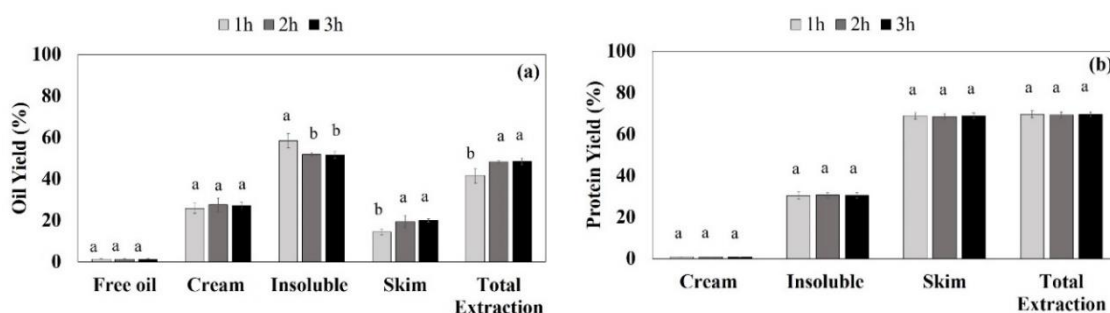 1h 2h 3h
100
80
60
40
20
0
Oil Yield (%)
(a)
a a a
a a a
a b b
b a a
b a a
Free oil Cream Insoluble Skim Total
Extraction
1h 2h 3h
100
80
60
40
20
0
Protein Yield (%)
(b)
a a a
a a a
a a a
a a a
Cream Insoluble Skim Total
Extraction